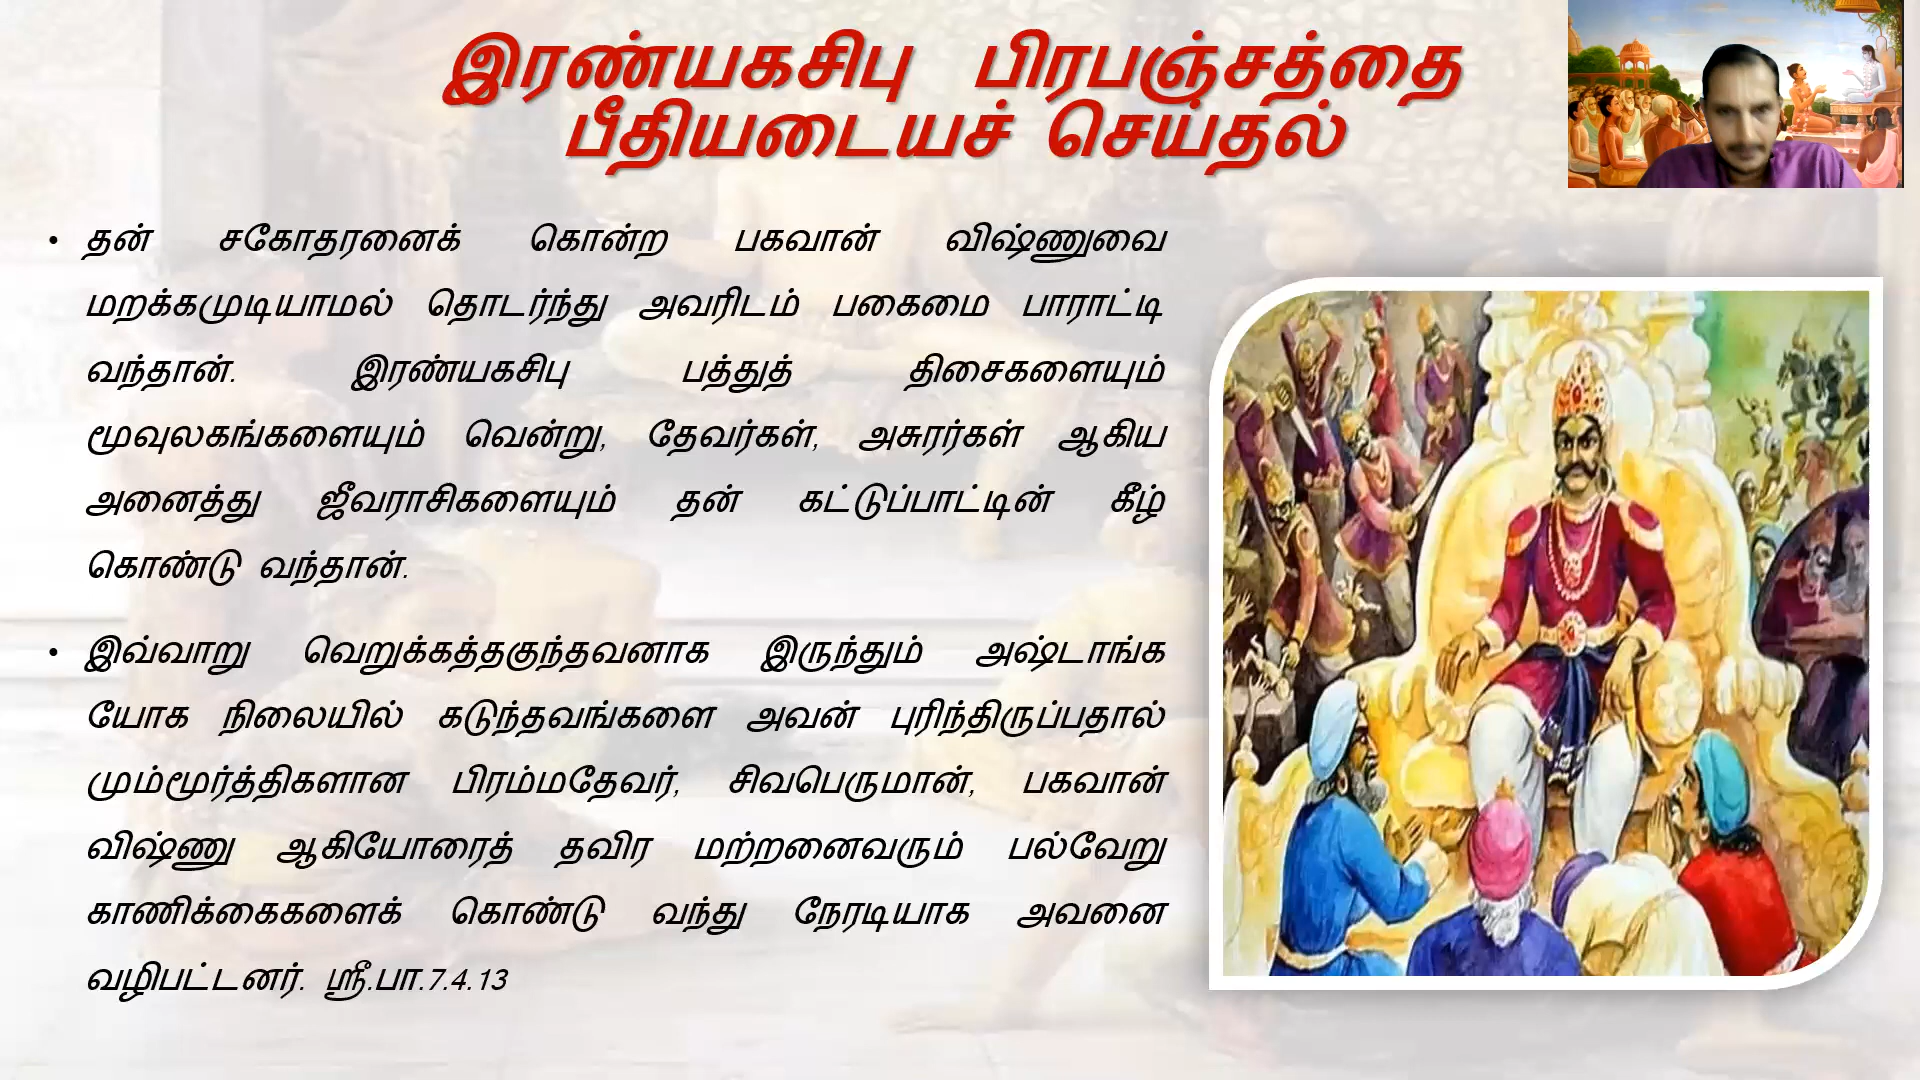 இரண்யகசிபு பிரபஞ்சத்தை
பீதியடையச் செய்தல்
• தன் சகோதரனைக் கொன்ற பகவான் விஷ்ணுவை
மறக்கமுடியாமல் தொடர்ந்து அவரிடம் பகைமை பாராட்டி
வந்தான். இரண்யகசிபு பத்துத் திசைகளையும்
மூவுலகங்களையும் வென்று, தேவர்கள், அசுரர்கள் ஆகிய
அனைத்து ஜீவராசிகளையும் தன் கட்டுப்பாட்டின் கீழ்
கொண்டு வந்தான்.
• இவ்வாறு வெறுக்கத்தகுந்தவனாக இருந்தும் அஷ்டாங்க
யோக நிலையில் கடுந்தவங்களை அவன் புரிந்திருப்பதால்
மும்மூர்த்திகளான பிரம்மதேவர், சிவபெருமான், பகவான்
விஷ்ணு ஆகியோரைத் தவிர மற்றனைவரும் பல்வேறு
காணிக்கைகளைக் கொண்டு வந்து நேரடியாக அவனை
வழிபட்டனர். ஸ்ரீ.பா.7.4.13